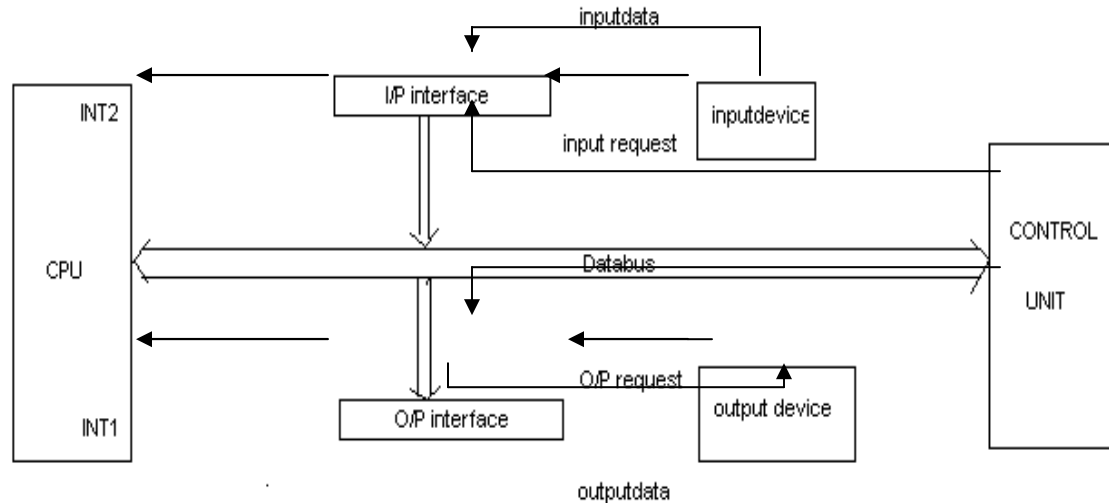 inputdata
INT2
I/P interface
inputdevice
input request
CONTROL
CPU
Databus
UNIT
O/P request
output device
INT1
O/P interface
outputdata